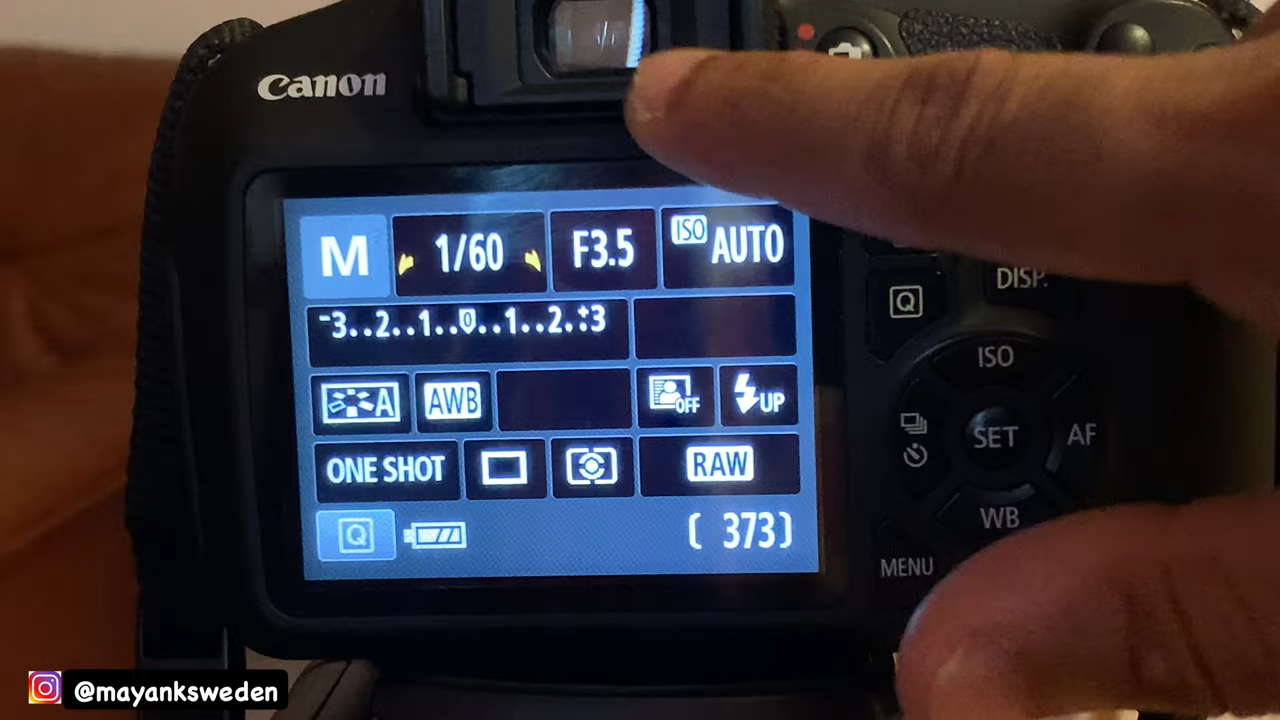 Canon
M 1/60 F3.5 ISO AUTO
-3..2..1..0..1..2.:+3
A AWB OFF UP
ONE SHOT RAW
Q [ 373]
DISP.
Q
ISO
SET AF
WB
MENU
@mayanksweden